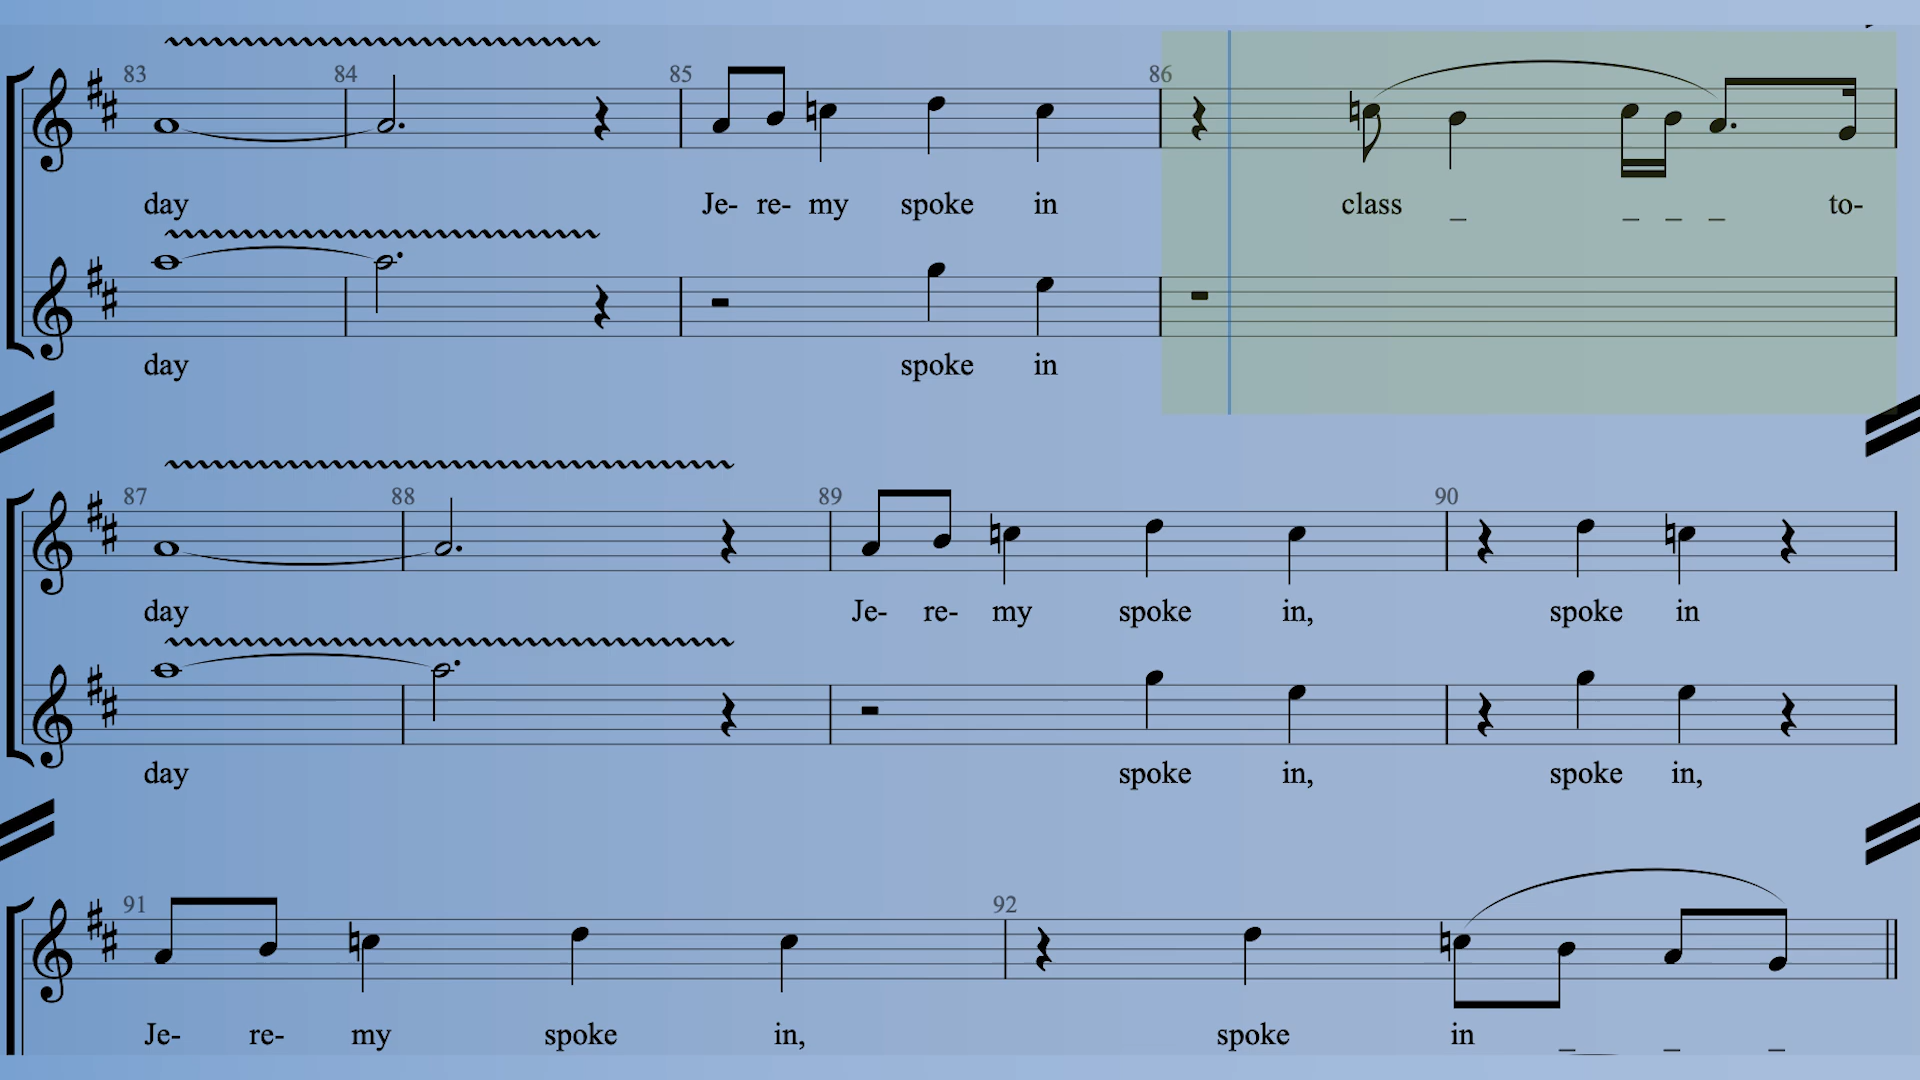 83 84 85 86
day Je- re- my spoke in class _ _ _ _ to-
day spoke in
87 88 89 90
day Je- re- my spoke in, spoke in
day spoke in, spoke in,
91 92
Je- re- my spoke in, spoke in _ _ _